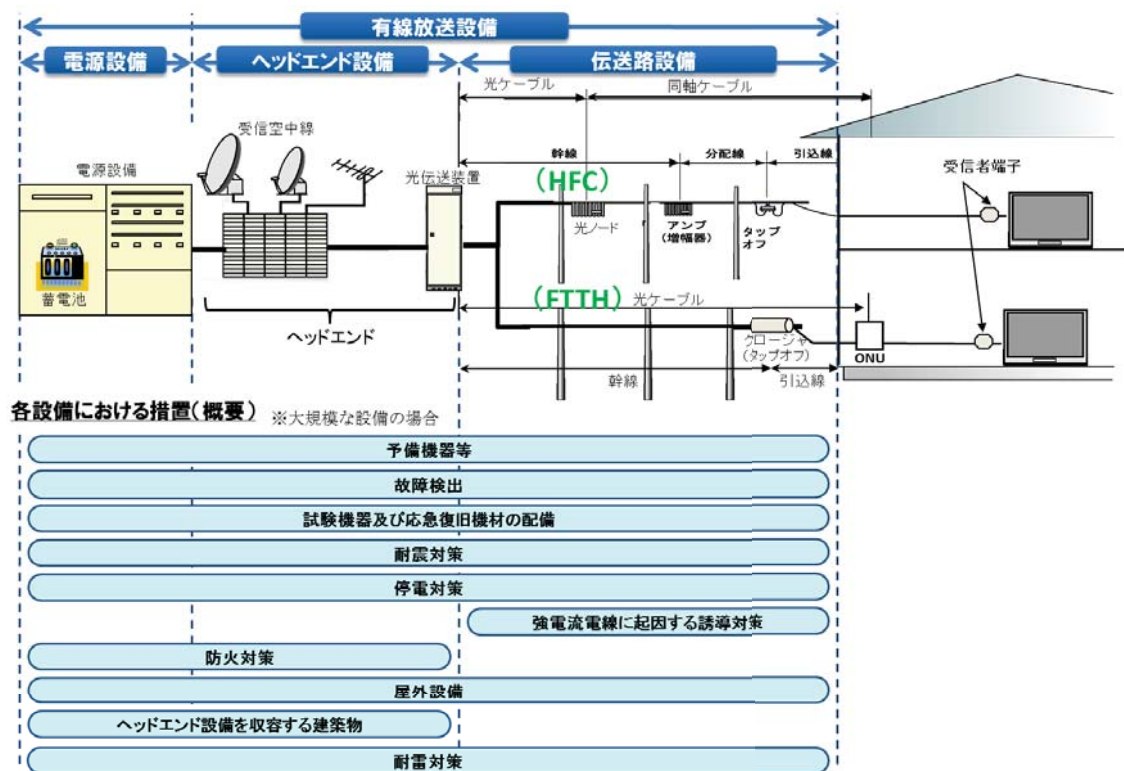 有線放送設備
電源設備
ヘッドエンド設備
伝送路設備
光ケーブル
同軸ケーブル
受信空中線
幹線
分配線
引込線
電源設備
光伝送装置
(HFC)
受信者端子
光ノード
アンプ
(増幅器)
タップ
オフ
蓄電池
(FTTH)
光ケーブル
ヘッドエンド
クロージャ
(タップオフ)
ONU
幹線
引込線
各設備における措置(概要)
※大規模な設備の場合
予備機器等
故障検出
試験機器及び応急復旧機材の配備
耐震対策
停電対策
強電流電線に起因する誘導対策
防火対策
屋外設備
ヘッドエンド設備を収容する建築物
耐雷対策